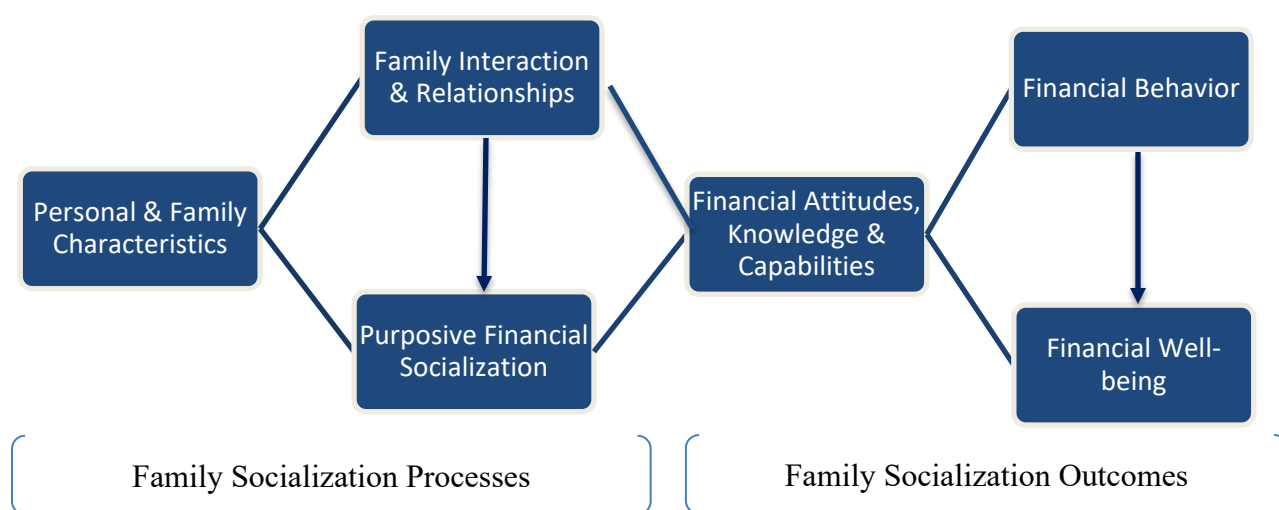 Family Interaction
& Relationships
Financial Behavior
Personal & Family
Characteristics
Financial Attitudes,
Knowledge &
Capabilities
Purposive Financial
Socialization
Financial Well-
being
Family Socialization Processes
Family Socialization Outcomes